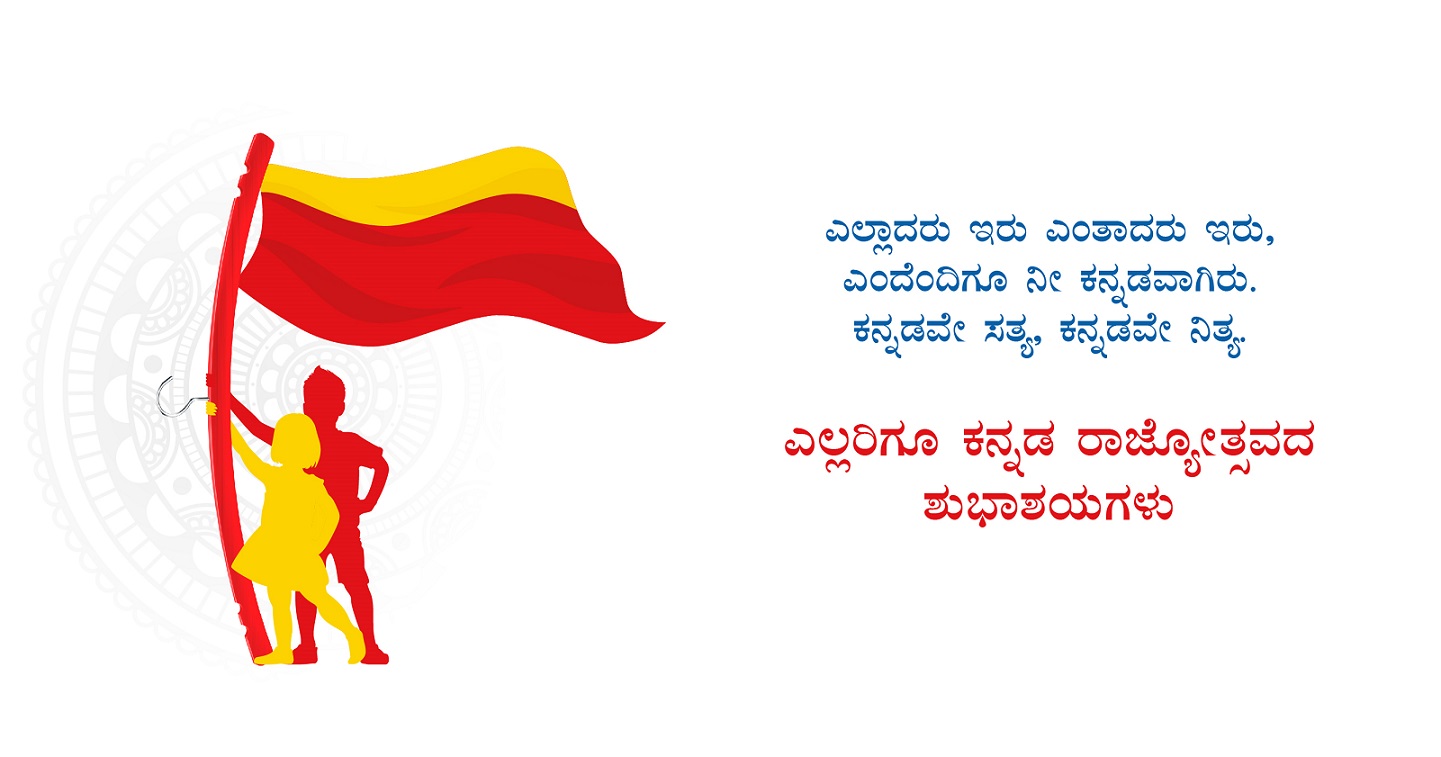 ಎಲ್ಲಾದರು ಇರು ಎಂತಾದರು ಇರು,
ಎಂದೆಂದಿಗೂ ನೀ ಕನ್ನಡವಾಗಿರು.
ಕನ್ನಡವೇ ಸತ್ಯ, ಕನ್ನಡವೇ ನಿತ್ಯ.
ಎಲ್ಲರಿಗೂ ಕನ್ನಡ ರಾಜ್ಯೋತ್ಸವದ
ಶುಭಾಶಯಗಳು